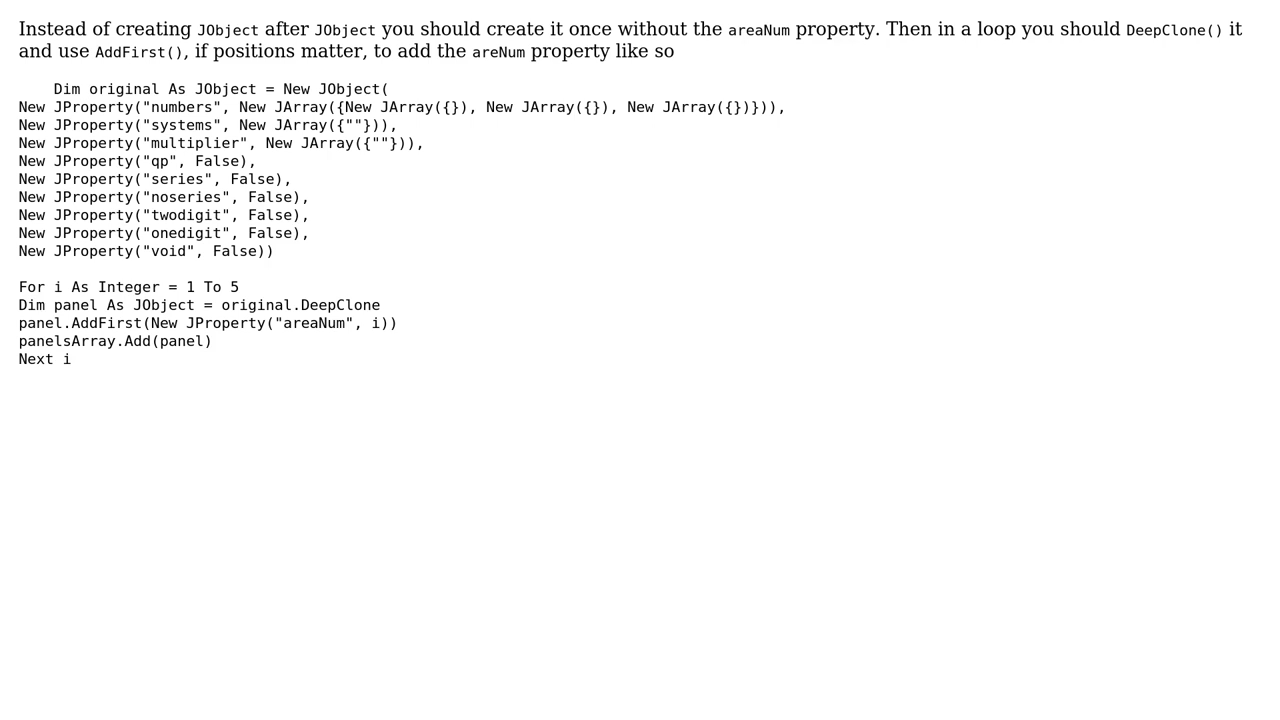 Instead of creating JObject after JObject you should create it once without the areaNum property. Then in a loop you should DeepClone() it
and use AddFirst(), if positions matter, to add the areNum property like so
    Dim original As JObject = New JObject(
New JProperty("numbers", New JArray({New JArray({}), New JArray({}), New JArray({})})),
New JProperty("systems", New JArray({""})),
New JProperty("multiplier", New JArray({""})),
New JProperty("qp", False),
New JProperty("series", False),
New JProperty("noseries", False),
New JProperty("twodigit", False),
New JProperty("onedigit", False),
New JProperty("void", False))
For i As Integer = 1 To 5
Dim panel As JObject = original.DeepClone
panel.AddFirst(New JProperty("areaNum", i))
panelsArray.Add(panel)
Next i